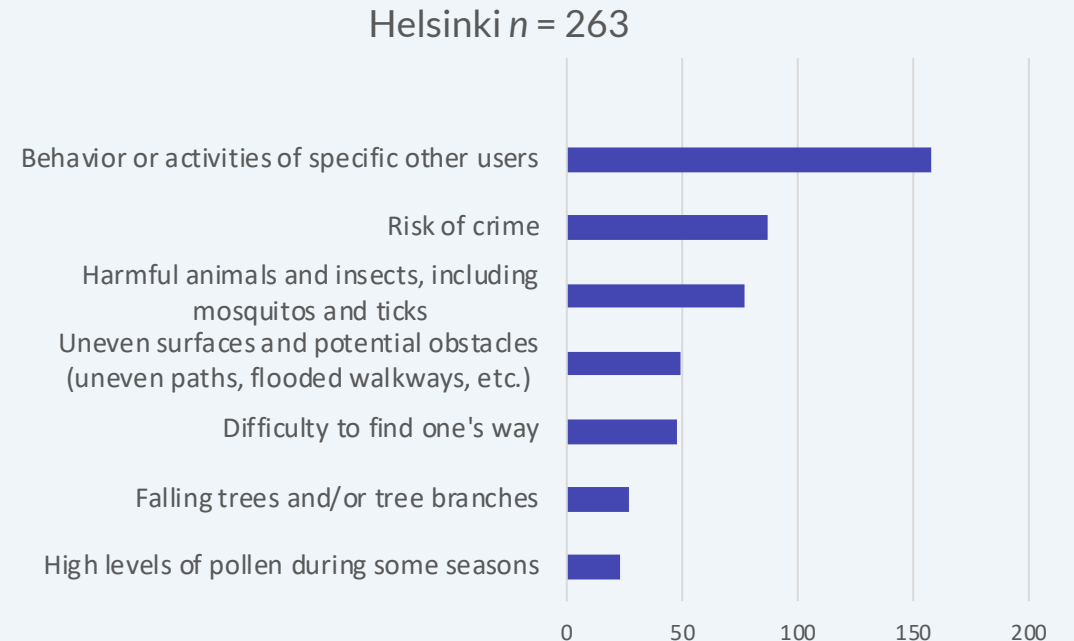 Helsinki n = 263
Behavior or activities of specific other users
Risk of crime
Harmful animals and insects, including
mosquitos and ticks
Uneven surfaces and potential obstacles
(uneven paths, flooded walkways, etc.)
Difficulty to find one's way
Falling trees and/or tree branches
High levels of pollen during some seasons
0 50 100 150 200